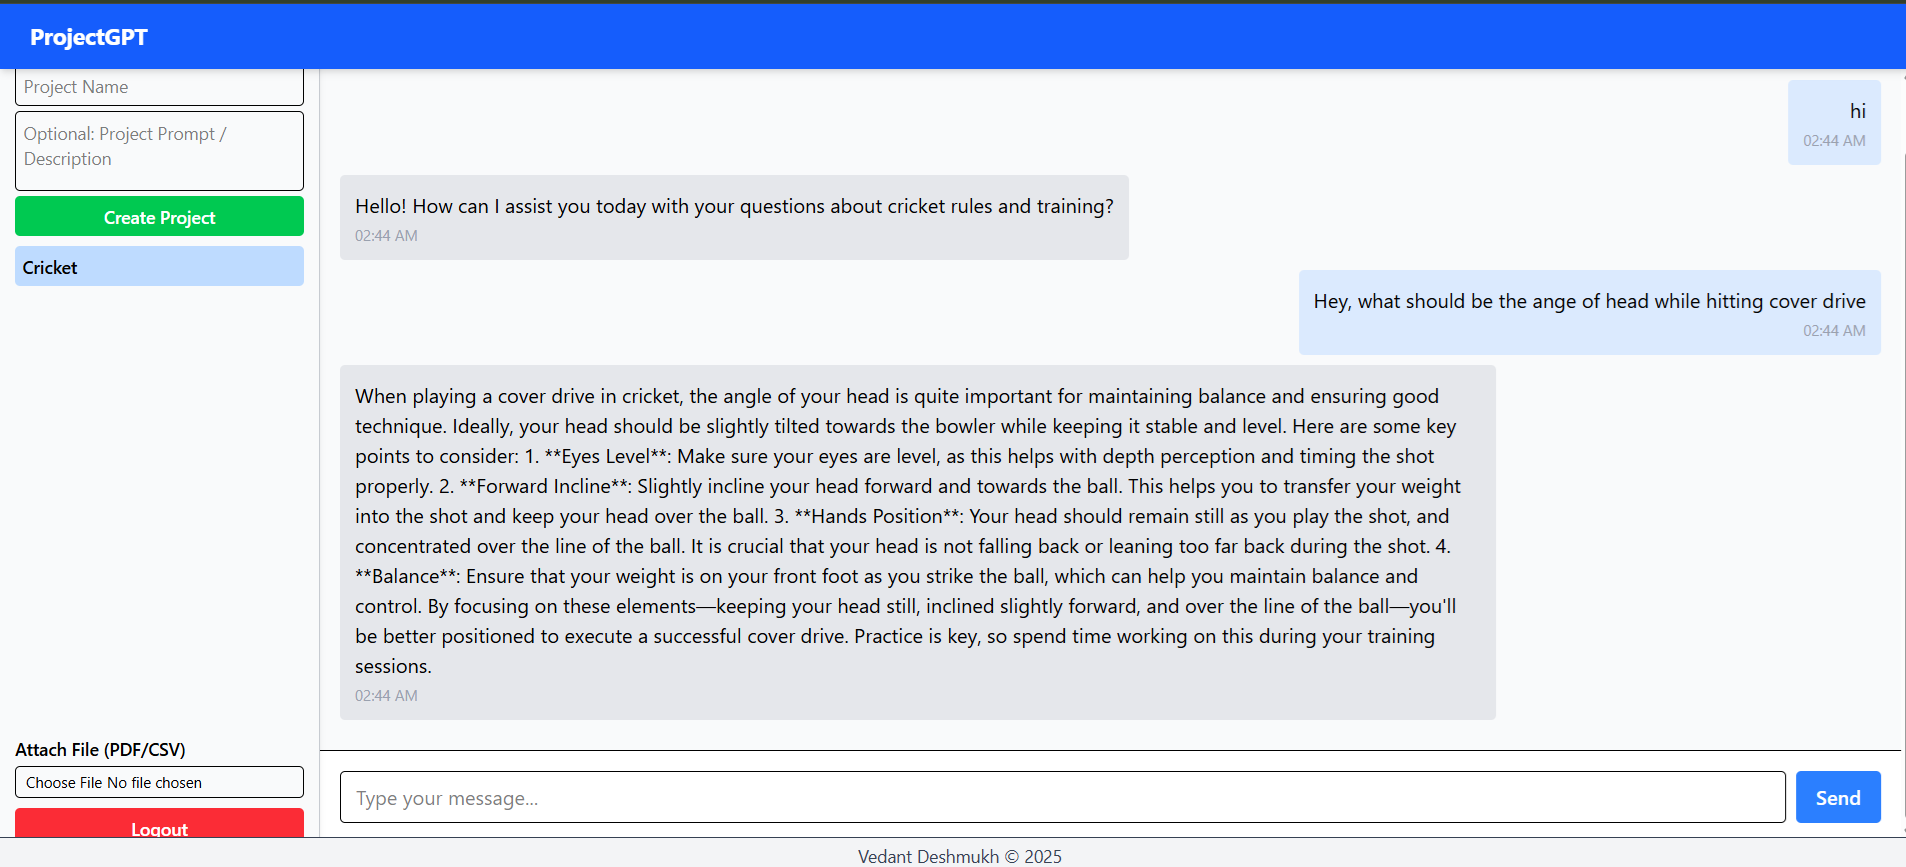 ProjectGPT
Project Name
Optional: Project Prompt /
Description
Create Project
Cricket
Attach File (PDF/CSV)
Choose File No file chosen
Logout
hi
02:44 AM
Hello! How can I assist you today with your questions about cricket rules and training?
02:44 AM
Hey, what should be the ange of head while hitting cover drive
02:44 AM
When playing a cover drive in cricket, the angle of your head is quite important for maintaining balance and ensuring good
technique. Ideally, your head should be slightly tilted towards the bowler while keeping it stable and level. Here are some key
points to consider: 1. **Eyes Level**: Make sure your eyes are level, as this helps with depth perception and timing the shot
properly. 2. **Forward Incline**: Slightly incline your head forward and towards the ball. This helps you to transfer your weight
into the shot and keep your head over the ball. 3. **Hands Position**: Your head should remain still as you play the shot, and
concentrated over the line of the ball. It is crucial that your head is not falling back or leaning too far back during the shot. 4.
**Balance**: Ensure that your weight is on your front foot as you strike the ball, which can help you maintain balance and
control. By focusing on these elements—keeping your head still, inclined slightly forward, and over the line of the ball—you'll
be better positioned to execute a successful cover drive. Practice is key, so spend time working on this during your training
sessions.
02:44 AM
Type your message...
Send
Vedant Deshmukh © 2025